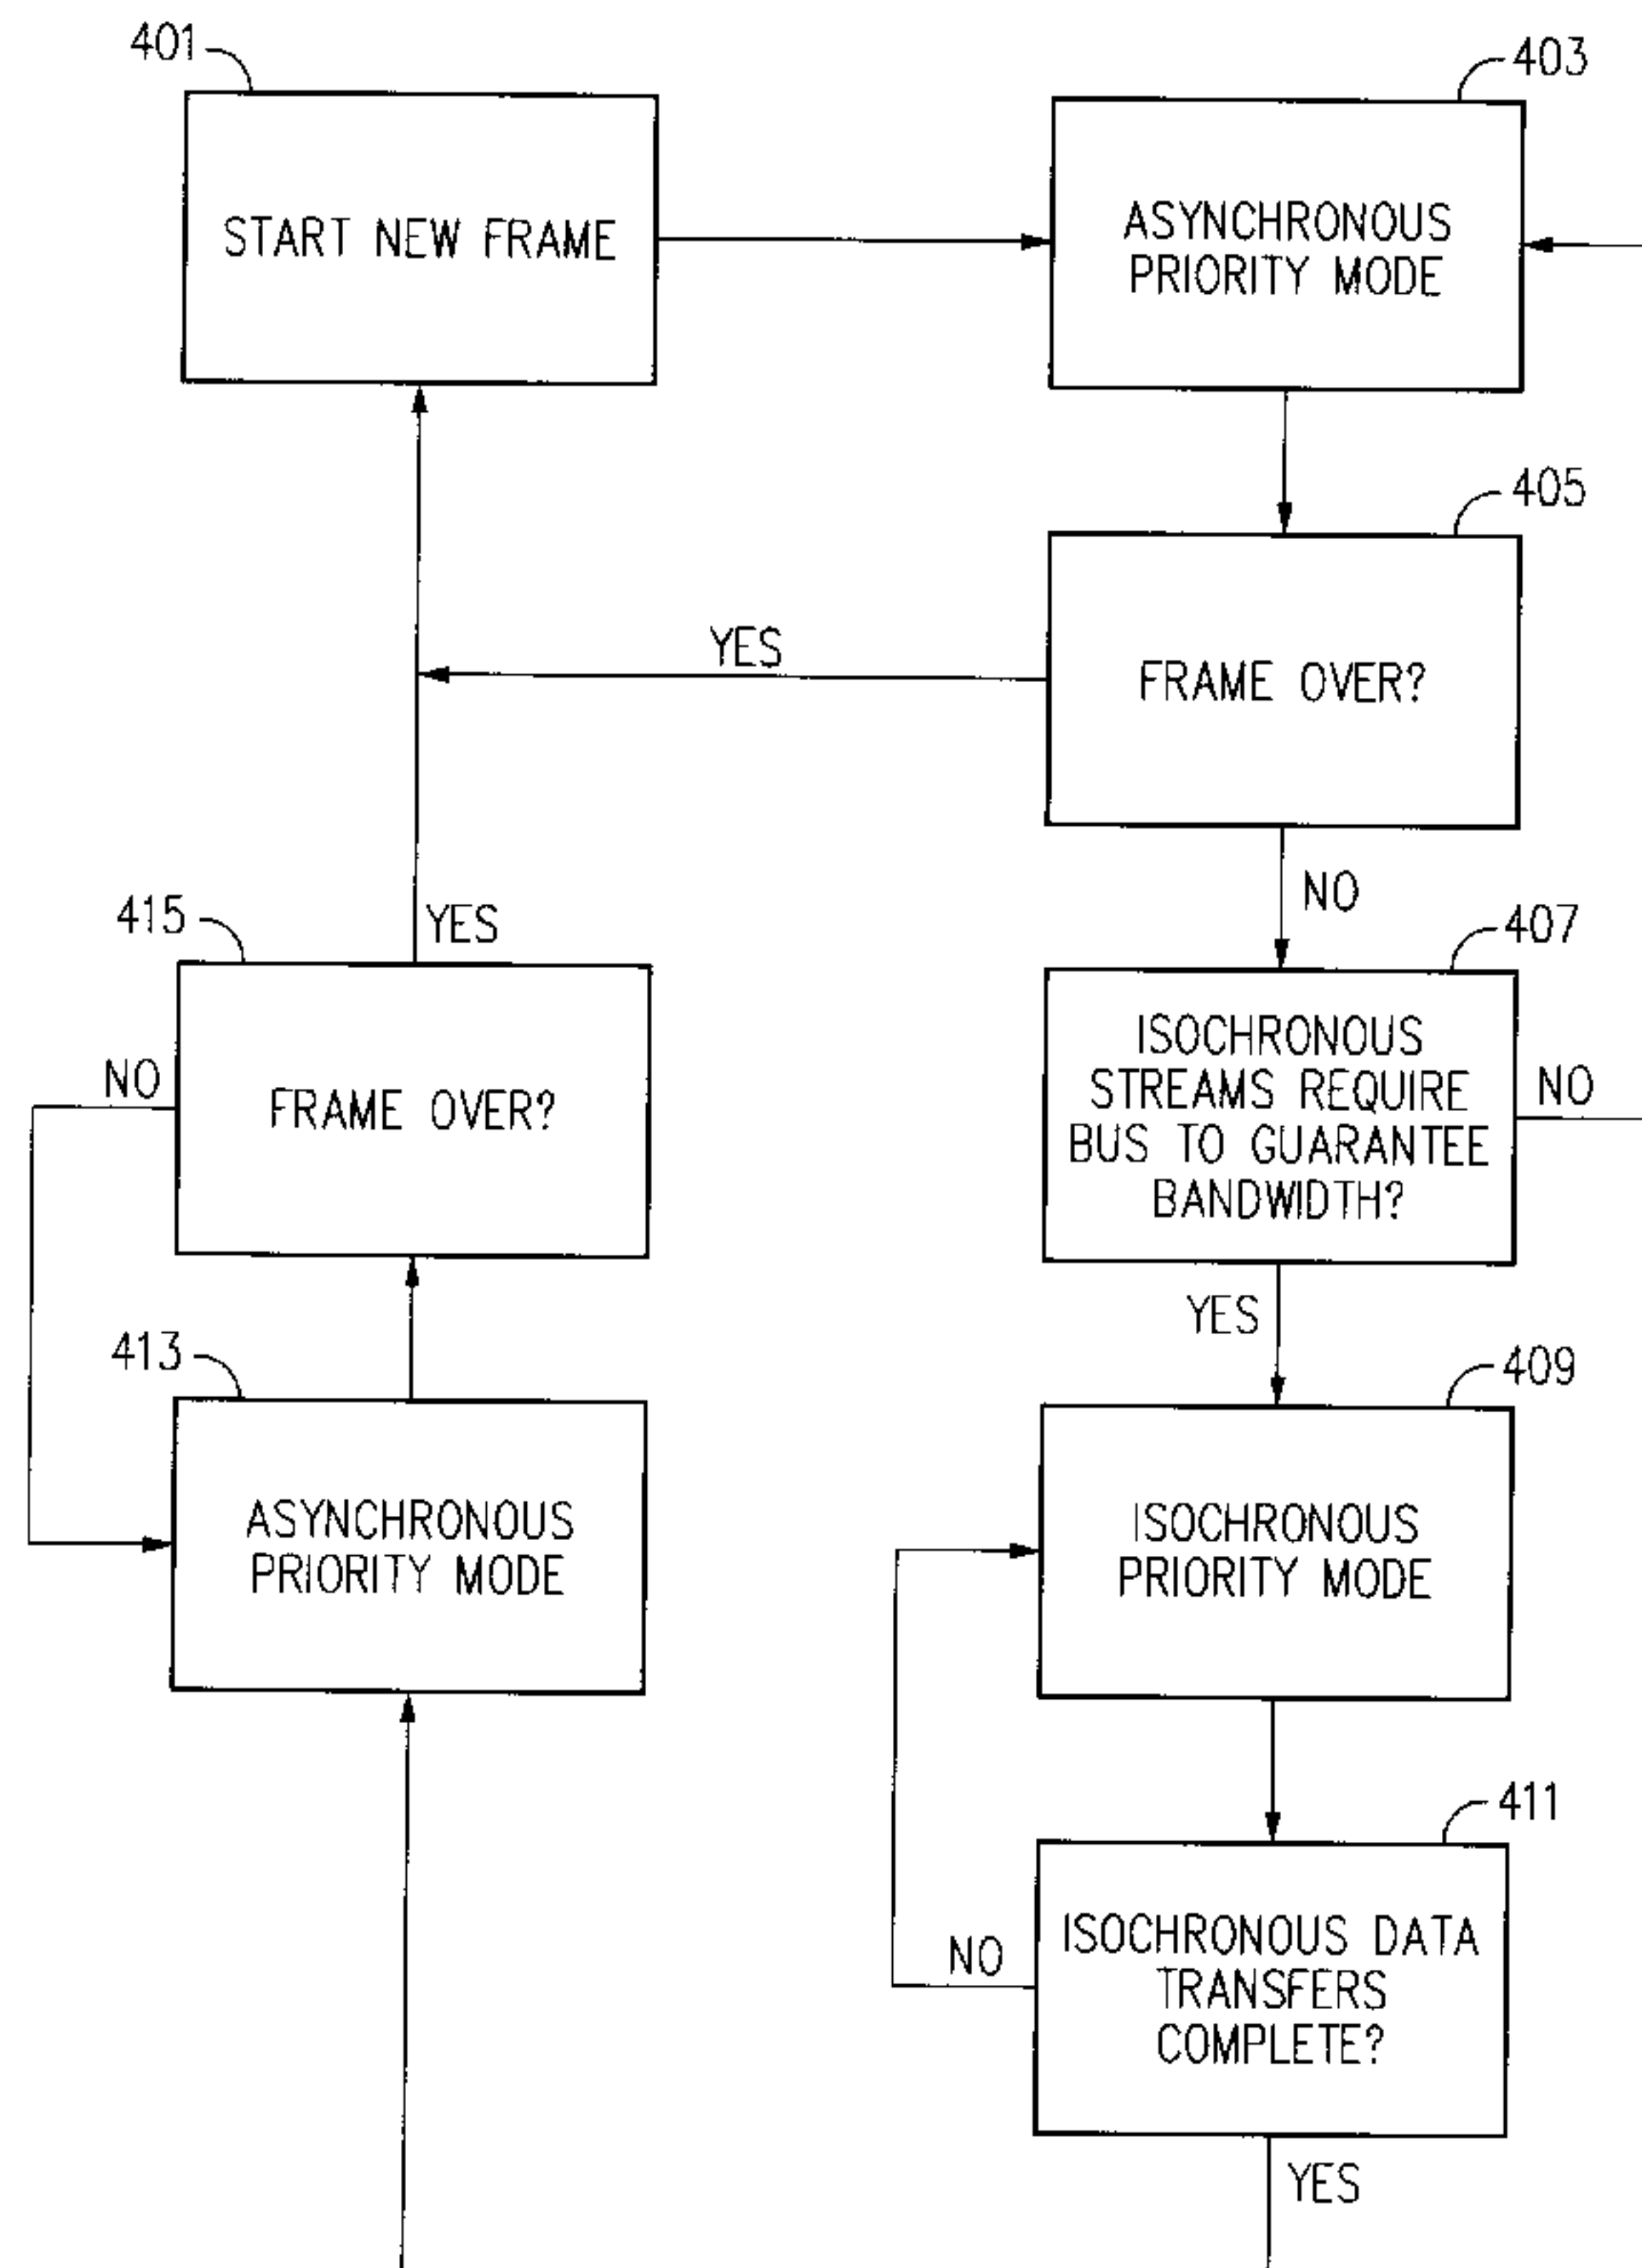 401
START NEW FRAME
403
ASYNCHRONOUS
PRIORITY MODE
405
FRAME OVER?
YES
NO
407
ISOCHRONOUS
STREAMS REQUIRE
BUS TO GUARANTEE
BANDWIDTH?
NO
YES
409
ISOCHRONOUS
PRIORITY MODE
411
ISOCHRONOUS DATA
TRANSFERS
COMPLETE?
NO
YES
413
ASYNCHRONOUS
PRIORITY MODE
415
FRAME OVER?
NO
YES